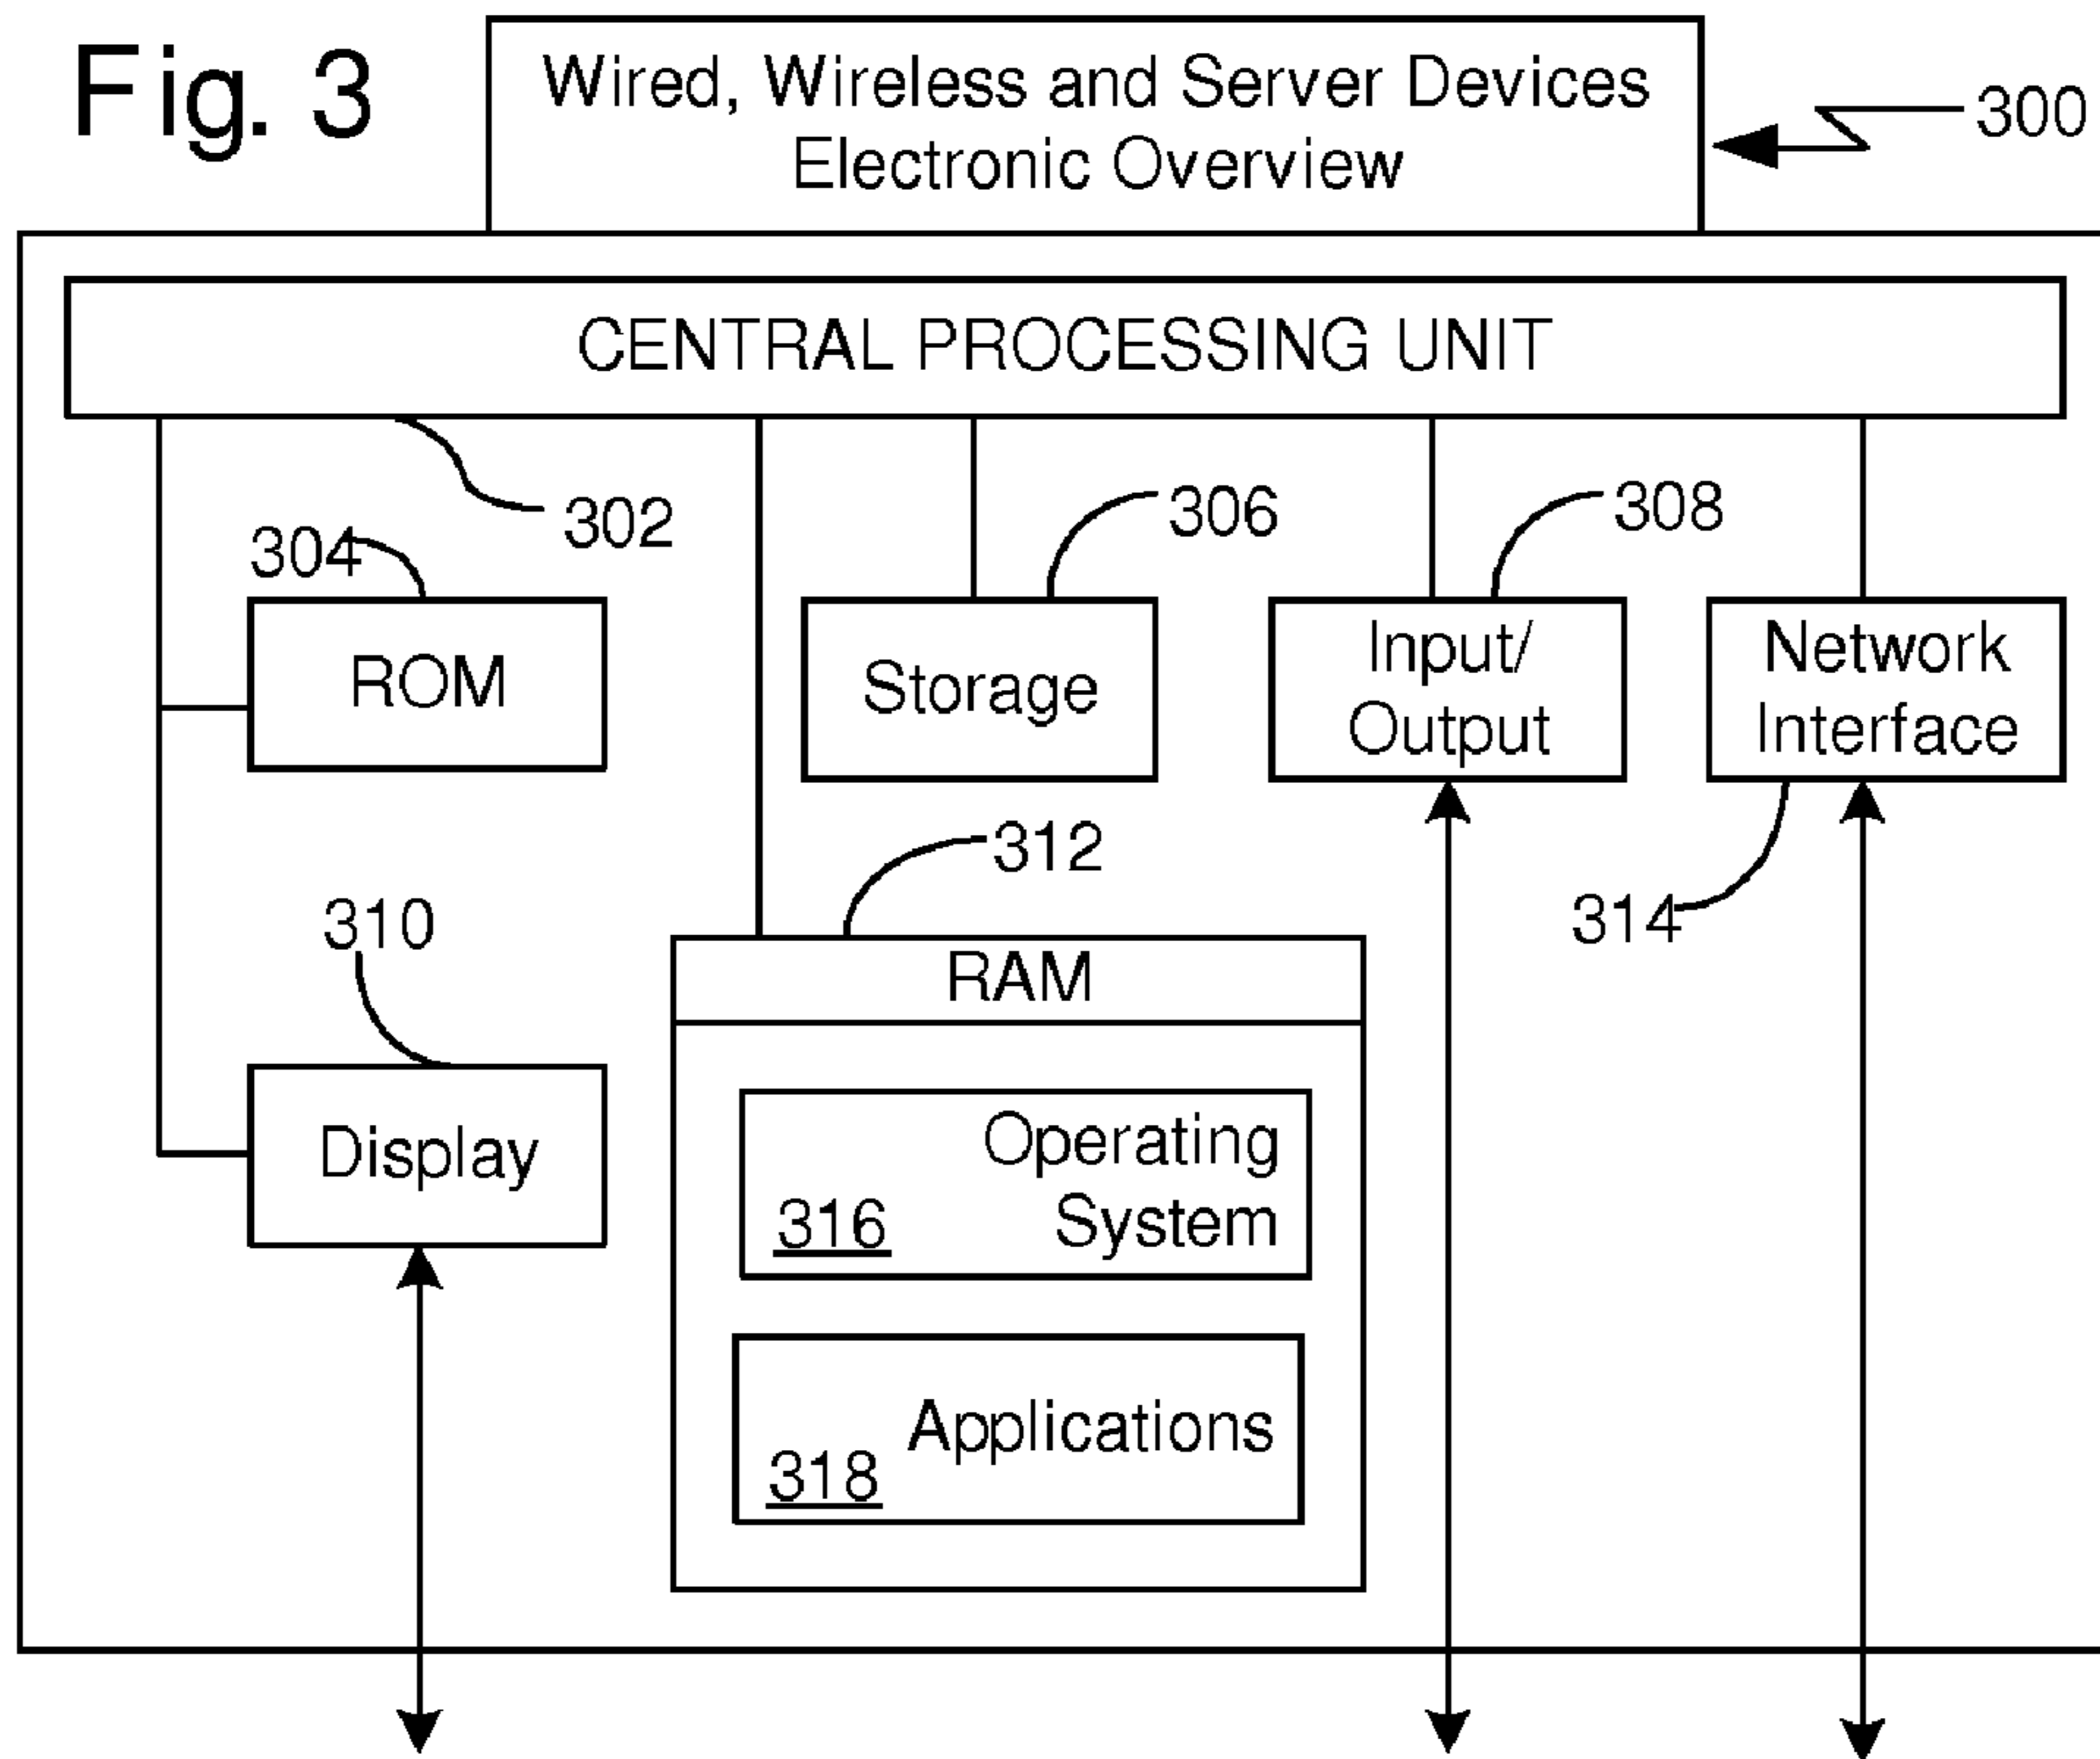 Fig. 3
Wired, Wireless and Server Devices
Electronic Overview
300
CENTRAL PROCESSING UNIT
302
304
306
308
ROM
Storage
Input/
Output
Network
Interface
312
314
310
RAM
Display
Operating
System
316
Applications
318